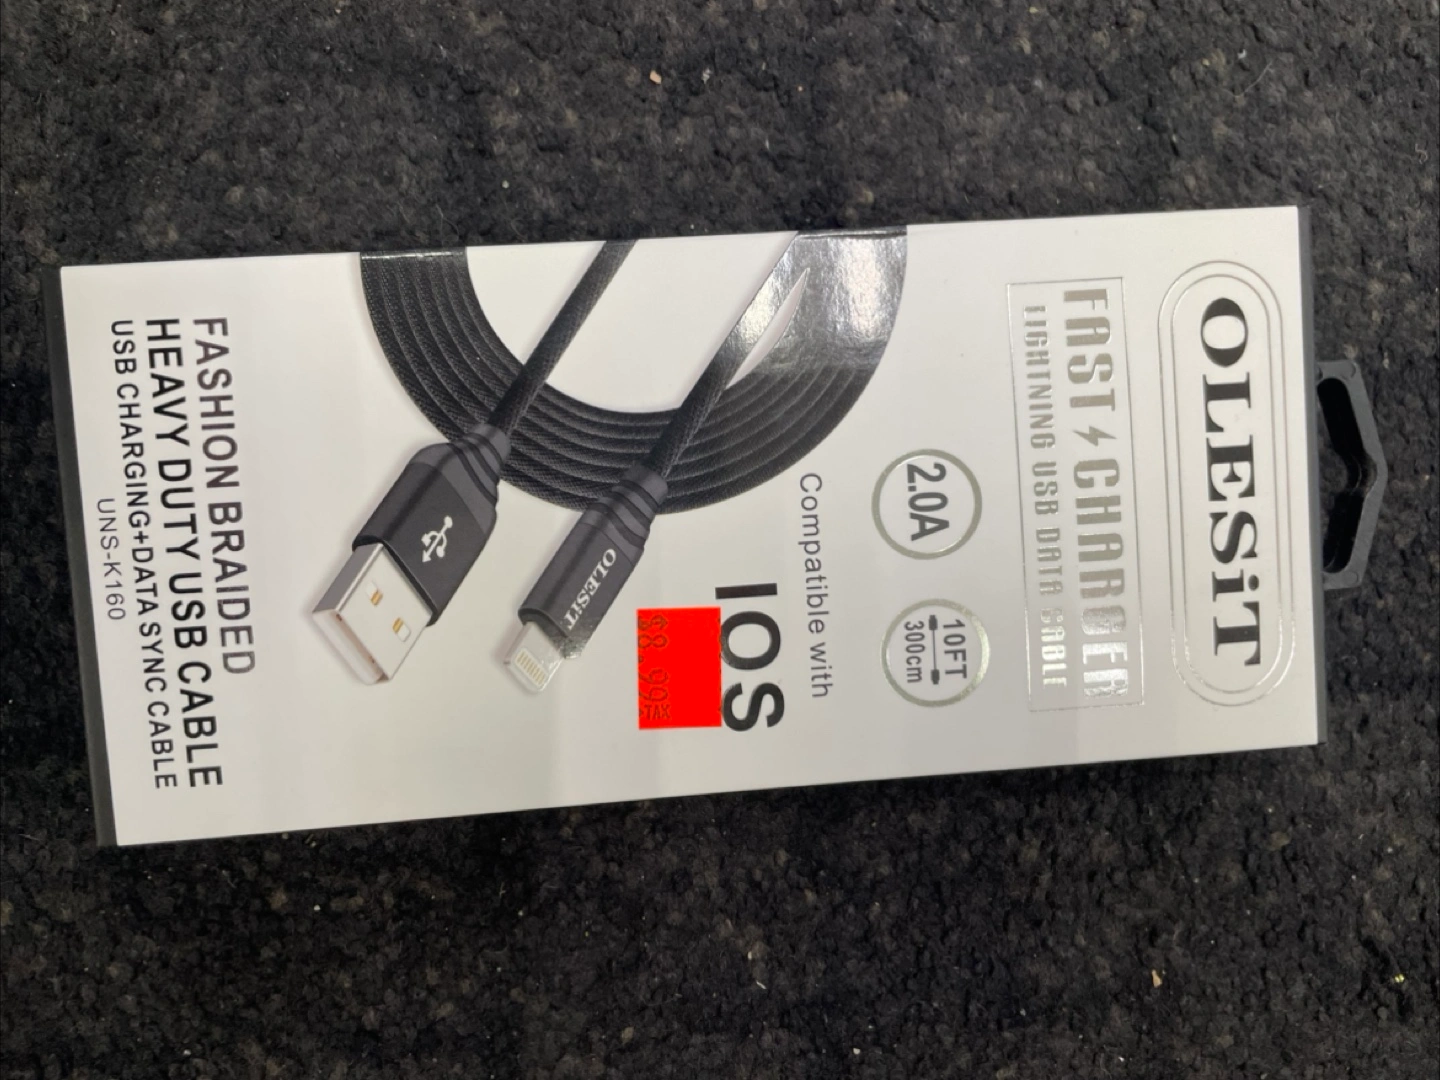 OLESiT
FAST CHARGER
LIGHTNING USB DATA CABLE
2.0A
10FT
300cm
Compatible with
IOS
$8.99
+TAX
OLESiT
FASHION BRAIDED
HEAVY DUTY USB CABLE
USB CHARGING+DATA SYNC CABLE
UNS-K160